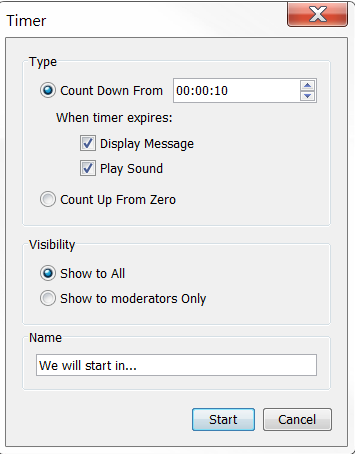 Timer
Type
Count Down From 00:00:10
When timer expires:
Display Message
Play Sound
Count Up From Zero
Visibility
Show to All
Show to moderators Only
Name
We will start in...
Start Cancel